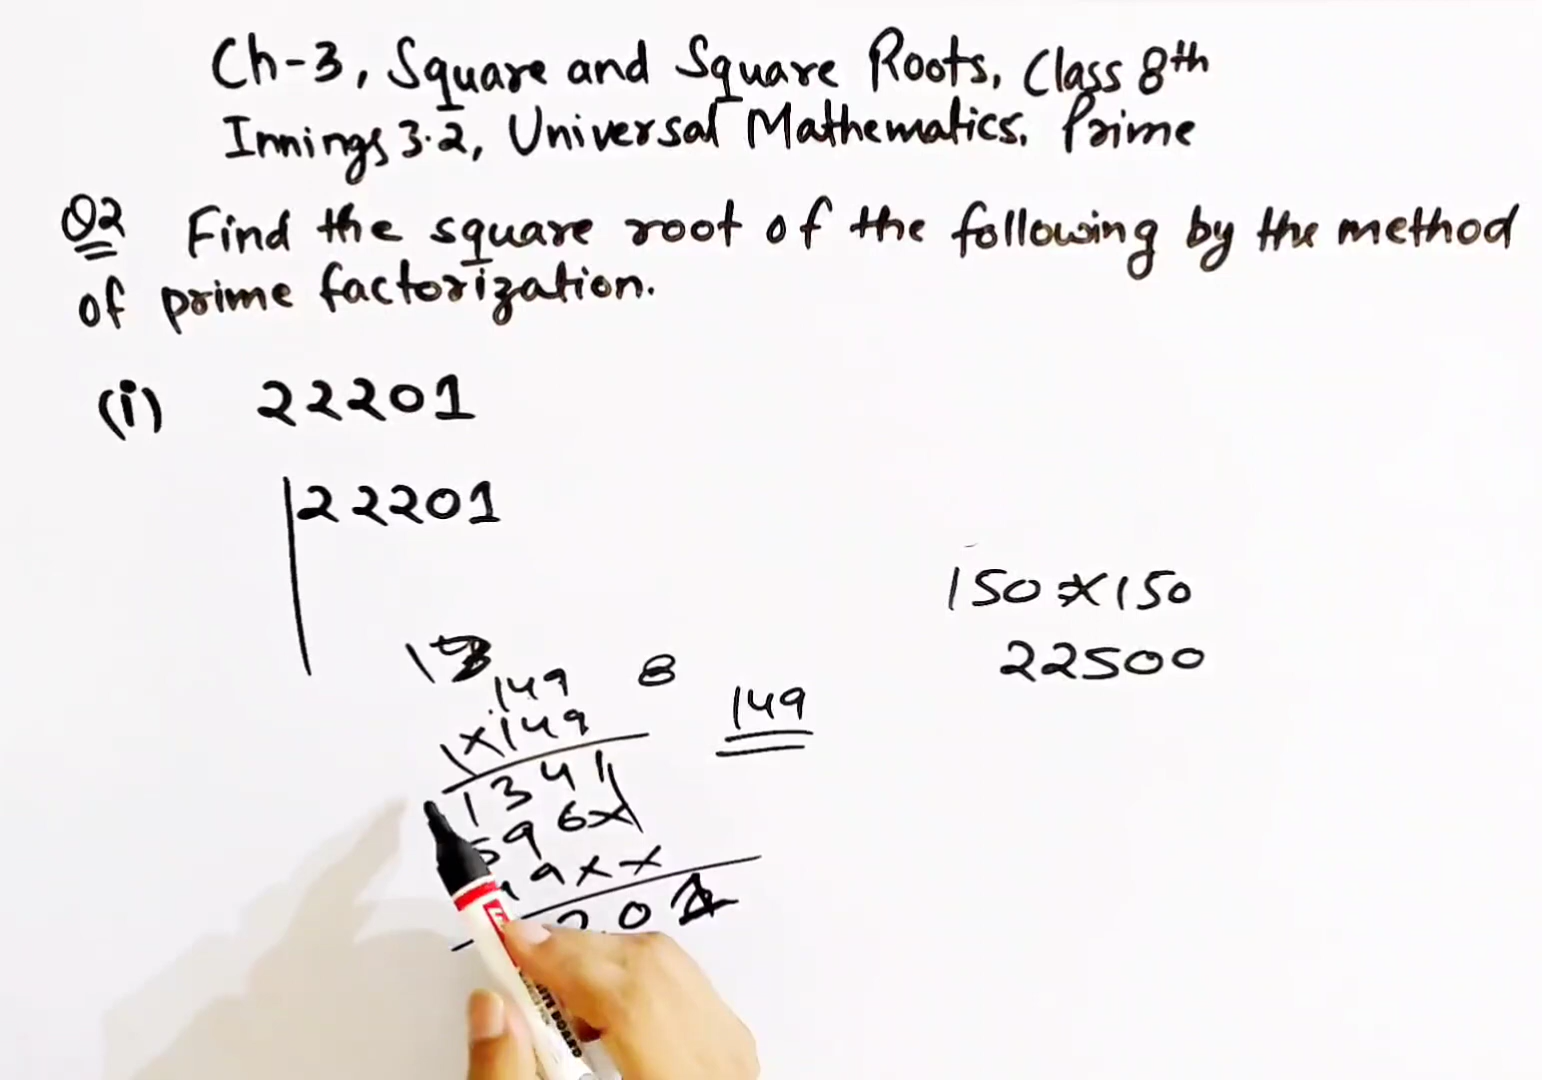 Ch-3, Square and Square Roots, Class 8th
Innings 3.2, Universal Mathematics, Prime
Q2 Find the square root of the following by the method
of prime factorization.
(i) 22201
22201
150 × 150
22500
149 8
×149
149
1341
596×
9××
20